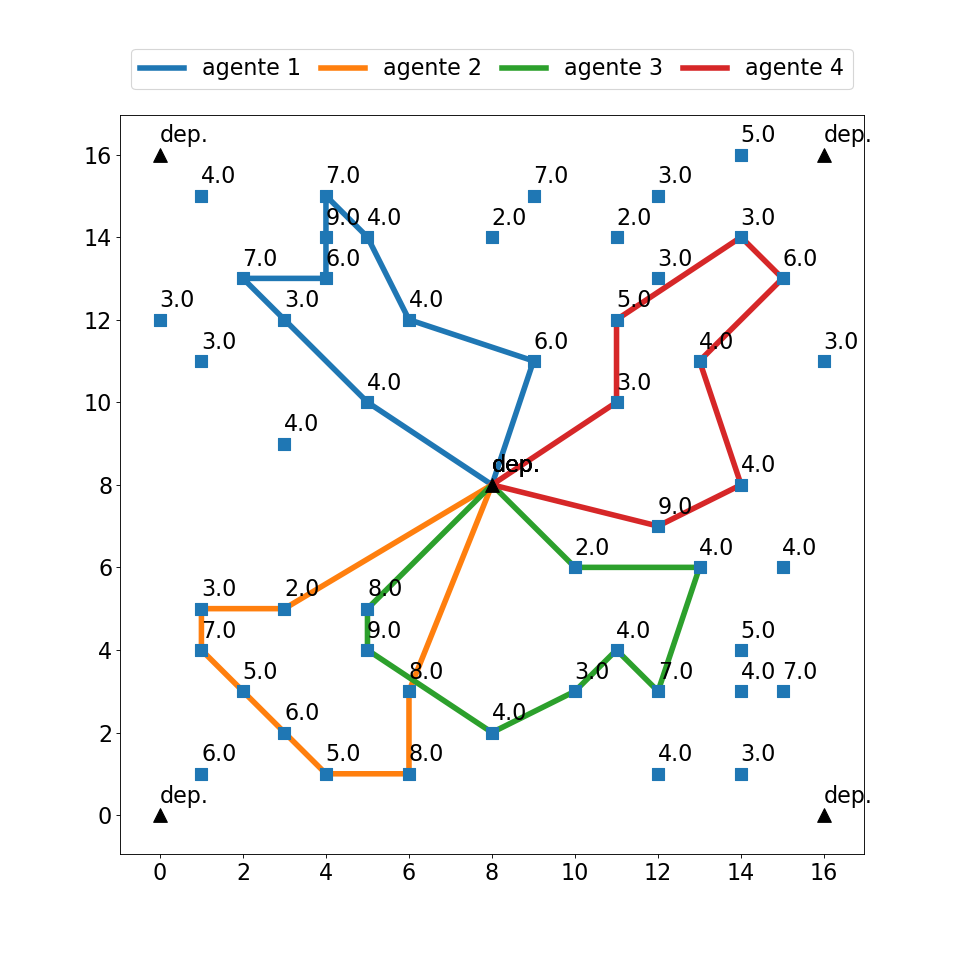 agente 1 agente 2 agente 3 agente 4
5.0
dep. dep.
16
4.0 7.0 7.0 3.0
9.0 4.0 2.0 2.0 3.0
14
7.0 6.0 3.0 6.0
3.0 3.0 4.0 5.0
12
3.0 6.0 4.0 3.0
4.0 3.0
10
4.0
dep. 4.0
8
9.0
2.0 4.0 4.0
6
3.0 2.0 8.0
7.0 9.0 4.0 5.0
4
5.0 8.0 3.0 7.0 4.0 7.0
6.0 4.0
2
6.0 5.0 8.0 4.0 3.0
dep. dep.
0
0 2 4 6 8 10 12 14 16